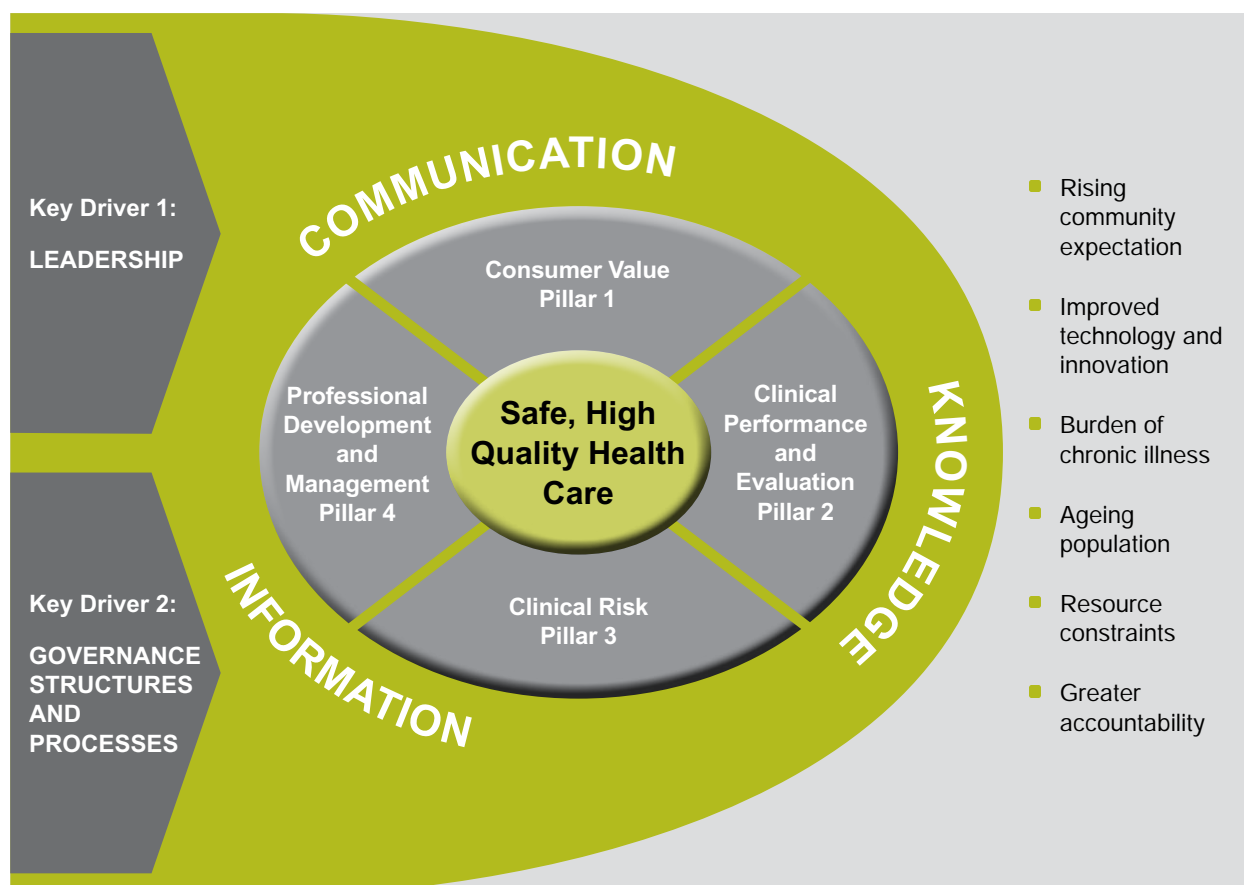 Key Driver 1:
LEADERSHIP
Key Driver 2:
GOVERNANCE
STRUCTURES
AND
PROCESSES
COMMUNICATION
KNOWLEDGE
INFORMATION
Consumer Value
Pillar 1
Clinical
Performance
and
Evaluation
Pillar 2
Clinical Risk
Pillar 3
Professional
Development
and
Management
Pillar 4
Safe, High
Quality Health
Care
Rising
community
expectation
Improved
technology and
innovation
Burden of
chronic illness
Ageing
population
Resource
constraints
Greater
accountability